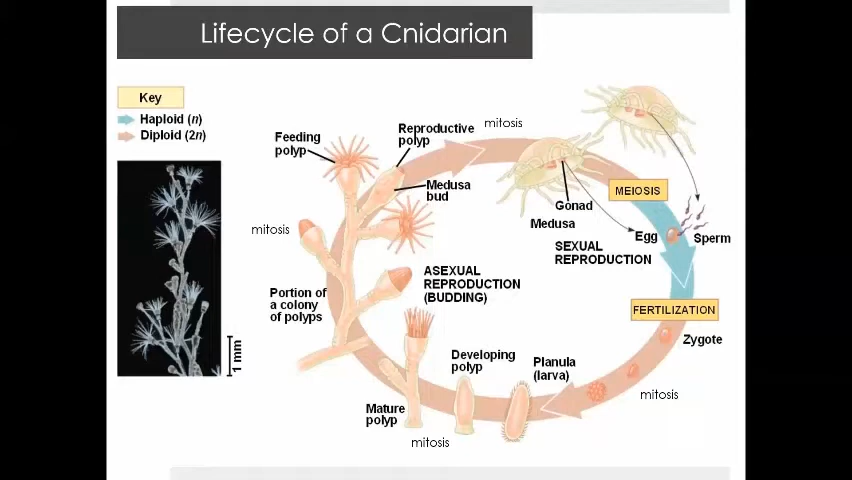 Lifecycle of a Cnidarian
Key
Haploid (n)
Diploid (2n)
Feeding
polyp
Reproductive
polyp
mitosis
Medusa
bud
MEIOSIS
Gonad
Medusa
Egg
Sperm
SEXUAL
REPRODUCTION
mitosis
ASEXUAL
REPRODUCTION
(BUDDING)
Portion of
a colony
of polyps
FERTILIZATION
Zygote
1 mm
Developing
polyp
Planula
(larva)
mitosis
Mature
polyp
mitosis